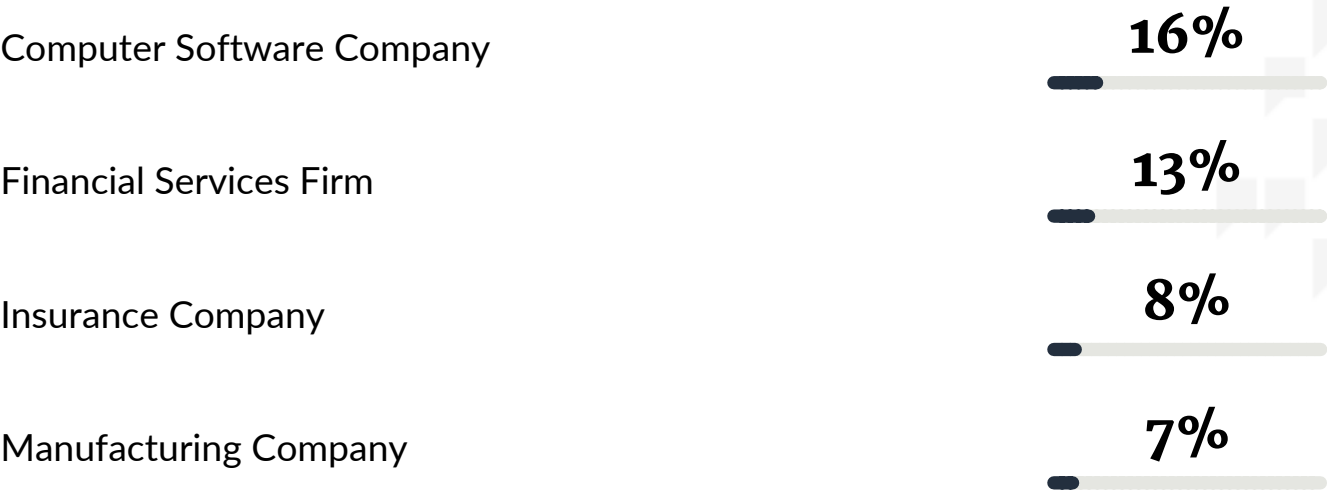 Computer Software Company 16%
Financial Services Firm 13%
Insurance Company 8%
Manufacturing Company 7%